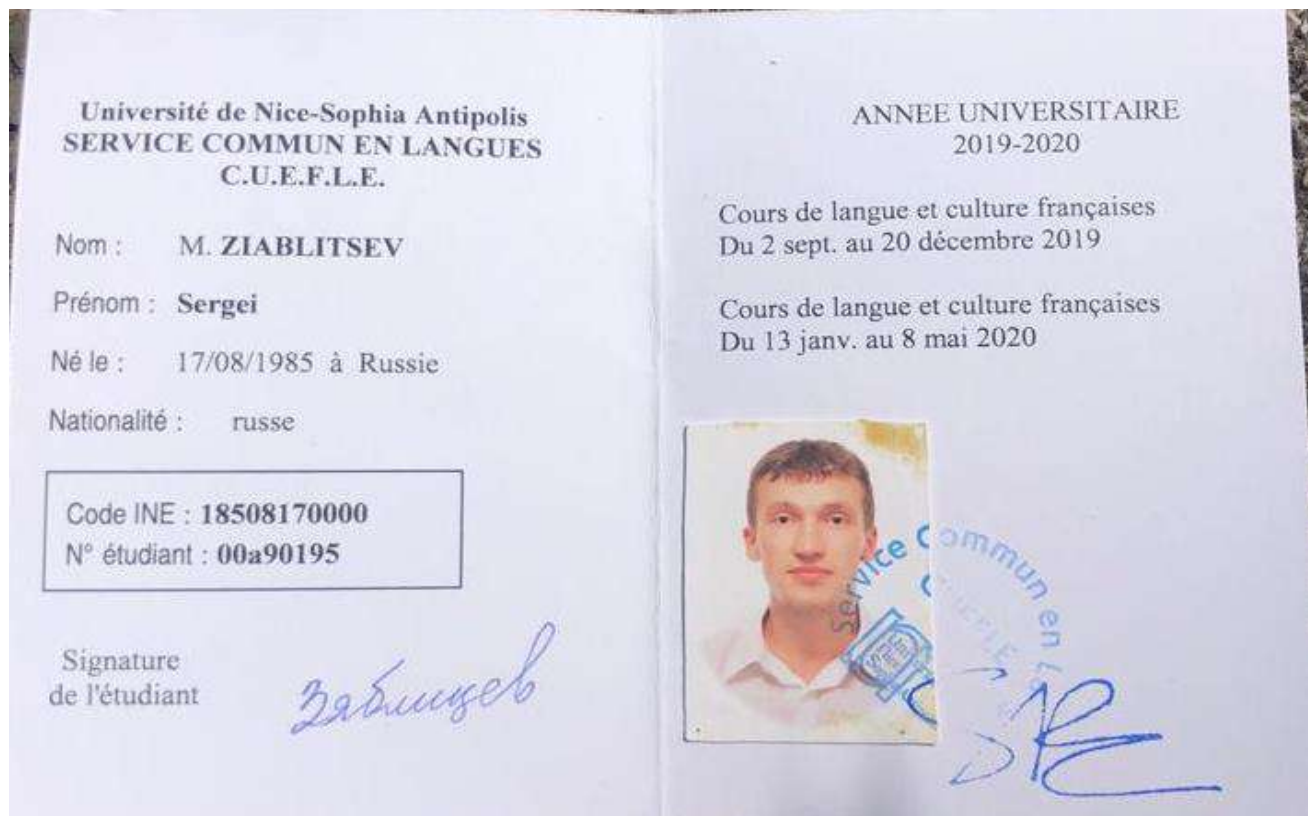 Université de Nice-Sophia Antipolis
SERVICE COMMUN EN LANGUES
C.U.E.F.L.E.
Nom : M. ZIABLITSEV
Prénom : Sergei
Né le : 17/08/1985 à Russie
Nationalité : russe
Code INE : 18508170000
N° étudiant : 00a90195
Signature
de l'étudiant
Зяблицев
ANNEE UNIVERSITAIRE
2019-2020
Cours de langue et culture françaises
Du 2 sept. au 20 décembre 2019
Cours de langue et culture françaises
Du 13 janv. au 8 mai 2020
Service Commun en